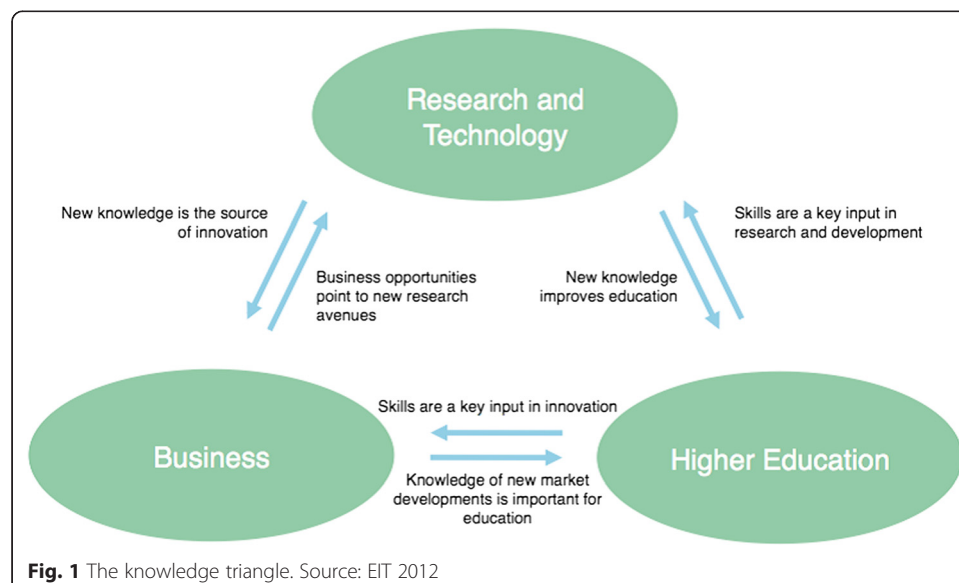 Research and
Technology
New knowledge is the source
of innovation
Skills are a key input in
research and development
Business opportunities
point to new research
avenues
New knowledge
improves education
Skills are a key input in innovation
Business
Higher Education
Knowledge of new market
developments is important for
education
Fig. 1 The knowledge triangle. Source: EIT 2012